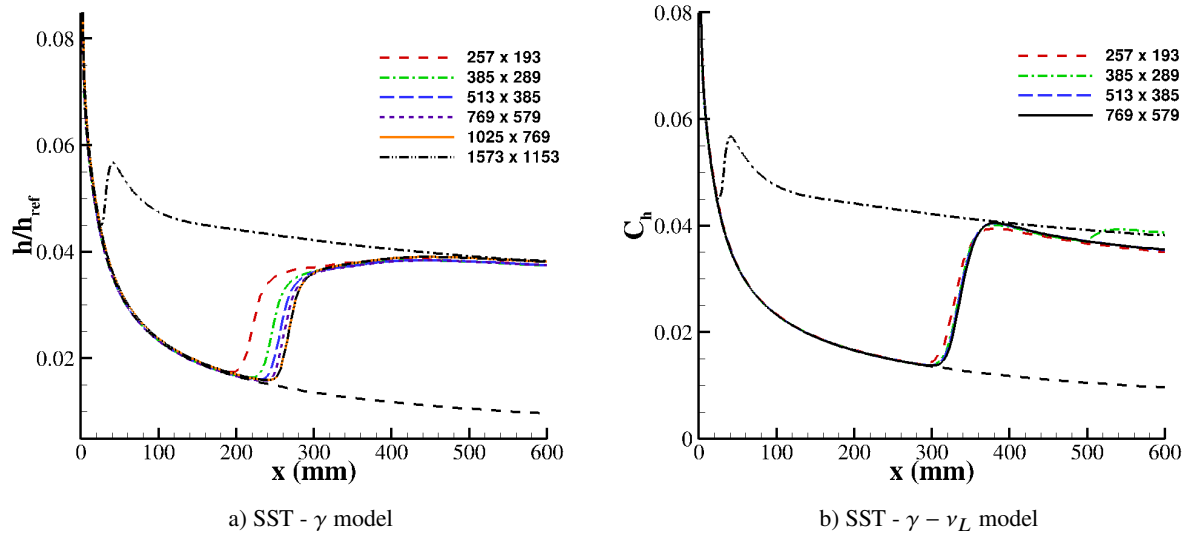 0.08
0.06
0.04
0.02
h/h_ref
257 x 193
385 x 289
513 x 385
769 x 579
1025 x 769
1573 x 1153
0 100 200 300 400 500 600
x (mm)
a) SST - γ model
0.08
0.06
0.04
0.02
0
C_h
257 x 193
385 x 289
513 x 385
769 x 579
0 100 200 300 400 500 600
x (mm)
b) SST - γ − ν_L model